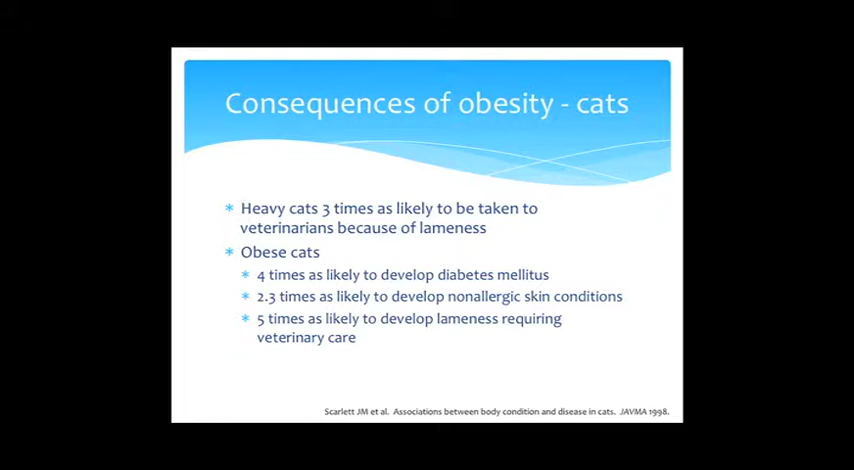 Consequences of obesity - cats
* Heavy cats 3 times as likely to be taken to
veterinarians because of lameness
* Obese cats
* 4 times as likely to develop diabetes mellitus
* 2.3 times as likely to develop nonallergic skin conditions
* 5 times as likely to develop lameness requiring
veterinary care
Scarlett JM et al. Associations between body condition and disease in cats. JAVMA 1998.